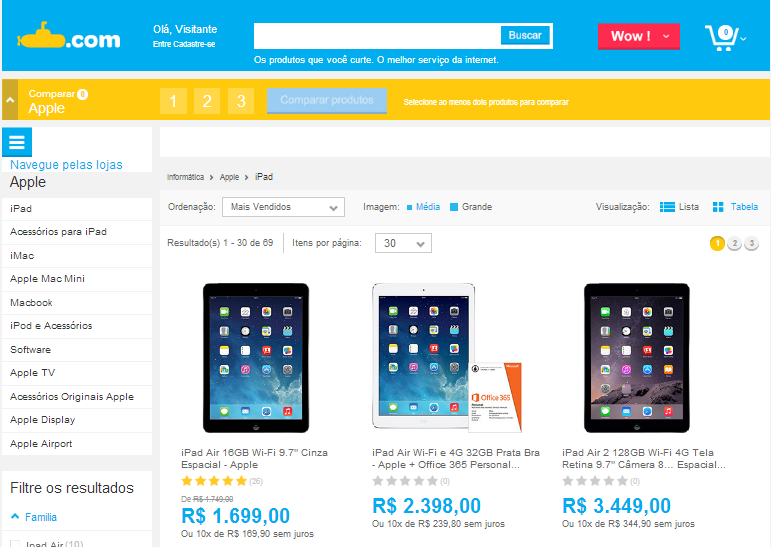 .com
Olá, Visitante
Entre Cadastre-se
Buscar
Os produtos que você curte. O melhor serviço da internet.
Wow !
0
Comparar 0
Apple
1 2 3
Comparar produtos
Selecione ao menos dois produtos para comparar
Navegue pelas lojas
Apple
iPad
Acessórios para iPad
iMac
Apple Mac Mini
Macbook
iPod e Acessórios
Software
Apple TV
Acessórios Originais Apple
Apple Display
Apple Airport
Filtre os resultados
Família
Ipad Air (10)
Informática > Apple > iPad
Ordenação: Mais Vendidos Imagem: Média Grande Visualização: Lista Tabela
Resultado(s) 1 - 30 de 69 Itens por página: 30 1 2 3
Office 365
iPad Air 16GB Wi-Fi 9.7" Cinza
Espacial - Apple
(26)
De R$ 1.749,00
R$ 1.699,00
Ou 10x de R$ 169,90 sem juros
iPad Air Wi-Fi e 4G 32GB Prata Bra
- Apple + Office 365 Personal...
(0)
R$ 2.398,00
Ou 10x de R$ 239,80 sem juros
iPad Air 2 128GB Wi-Fi 4G Tela
Retina 9.7" Câmera 8... Espacial...
(0)
R$ 3.449,00
Ou 10x de R$ 344,90 sem juros